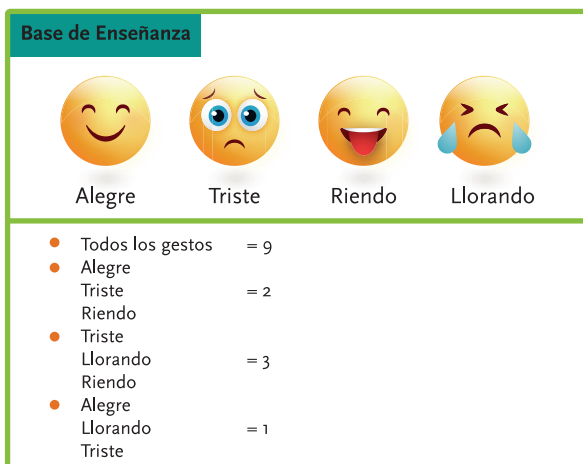 Base de Enseñanza
Alegre Triste Riendo Llorando
• Todos los gestos = 9
• Alegre
Triste = 2
Riendo
• Triste
Llorando = 3
Riendo
• Alegre
Llorando = 1
Triste